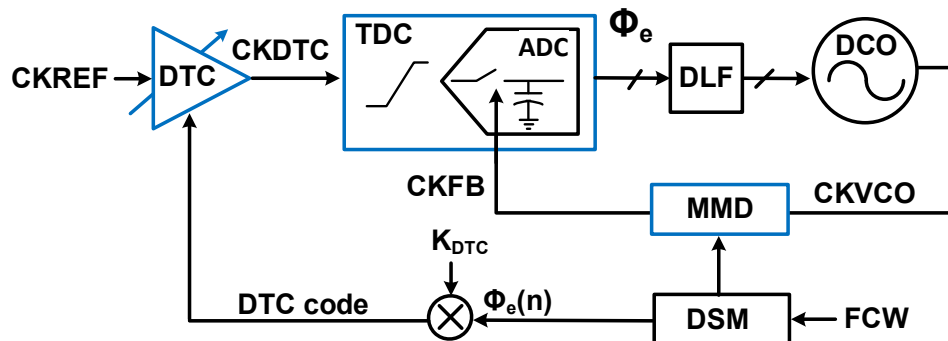 TDC
ADC
Φe
DCO
CKREF
DTC
CKDTC
DLF
CKFB
MMD
CKVCO
KDTC
DTC code
Φe(n)
DSM
FCW